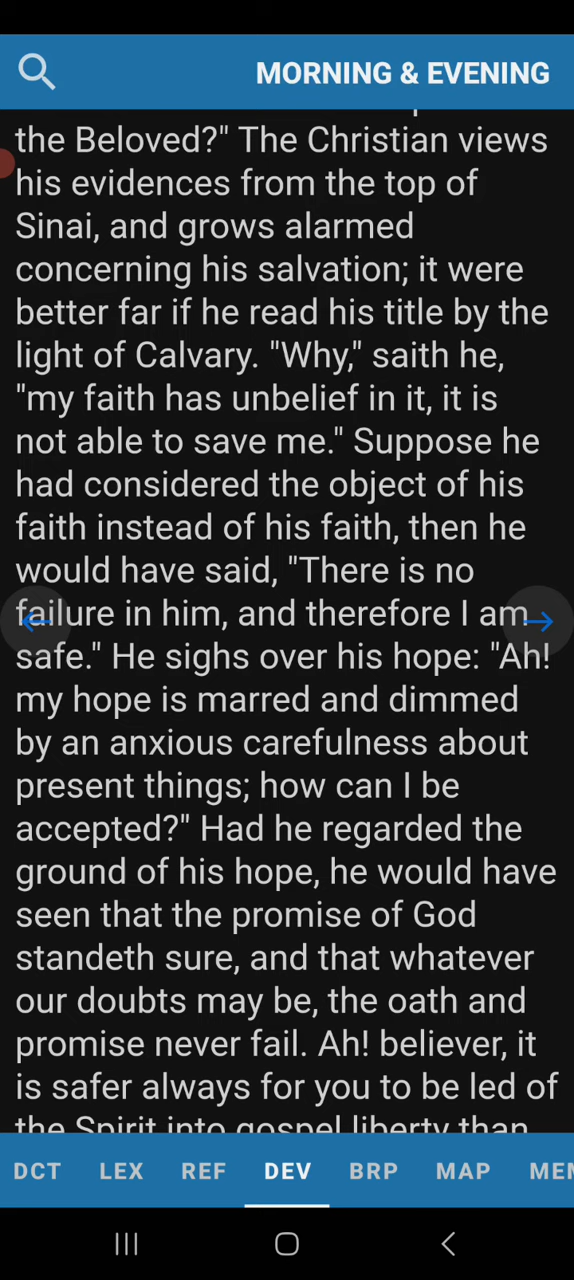 MORNING & EVENING
the Beloved?" The Christian views
his evidences from the top of
Sinai, and grows alarmed
concerning his salvation; it were
better far if he read his title by the
light of Calvary. "Why," saith he,
"my faith has unbelief in it, it is
not able to save me." Suppose he
had considered the object of his
faith instead of his faith, then he
would have said, "There is no
failure in him, and therefore I am
safe." He sighs over his hope: "Ah!
my hope is marred and dimmed
by an anxious carefulness about
present things; how can I be
accepted?" Had he regarded the
ground of his hope, he would have
seen that the promise of God
standeth sure, and that whatever
our doubts may be, the oath and
promise never fail. Ah! believer, it
is safer always for you to be led of
the Spirit into gospel liberty than
DCT LEX REF DEV BRP MAP MEM